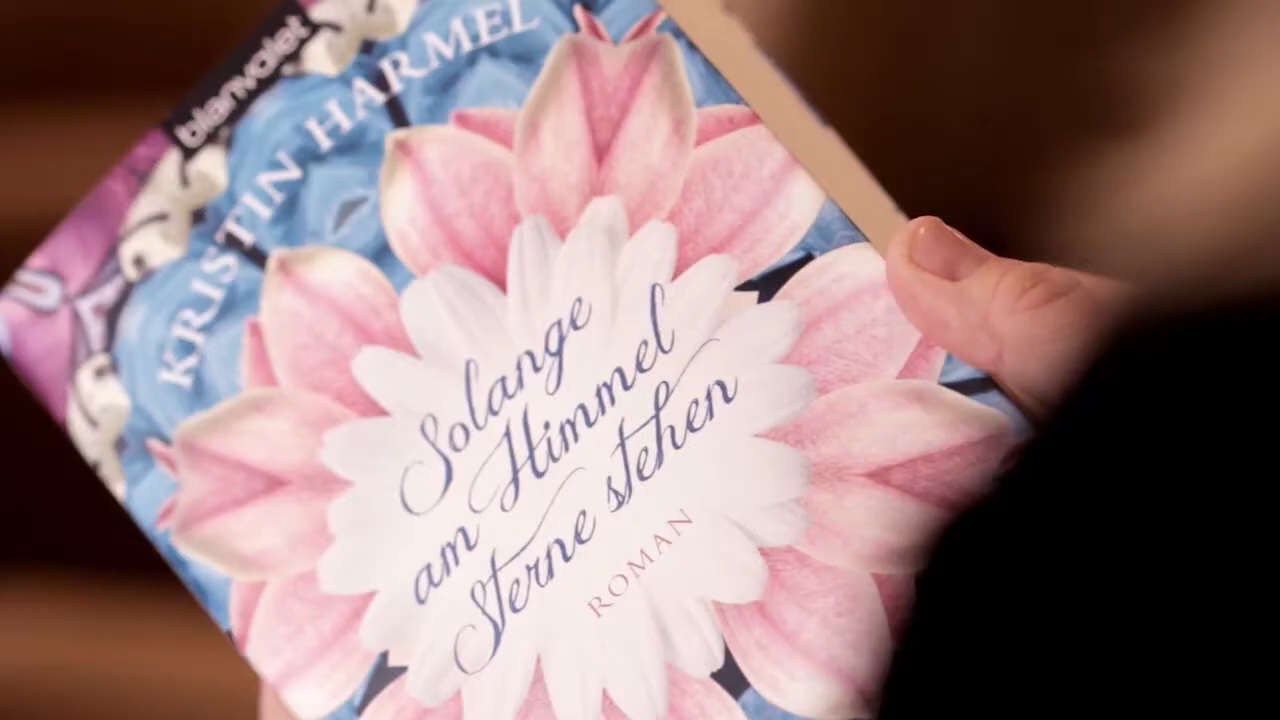 blanvalet
KRISTIN HARMEL
Solange
am Himmel
Sterne stehen
ROMAN